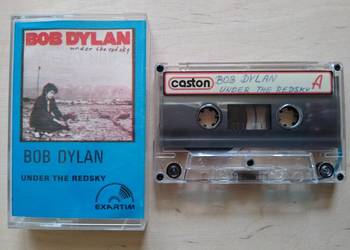 BOB DYLAN
under the red sky
BOB DYLAN
UNDER THE REDSKY
EXARTIM
caston
BOB DYLAN
UNDER THE REDSKY
A